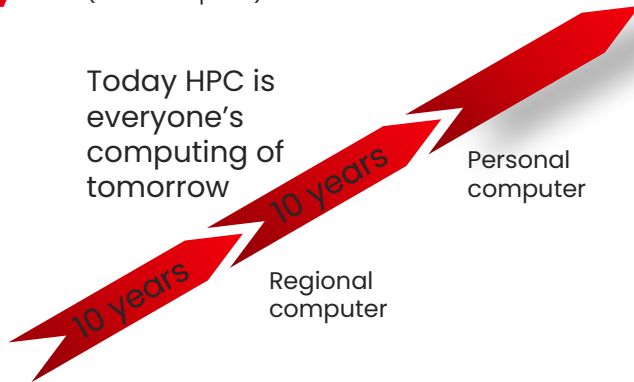 Today HPC is
everyone's
computing of
tomorrow
10 years
Personal
computer
10 years
Regional
computer